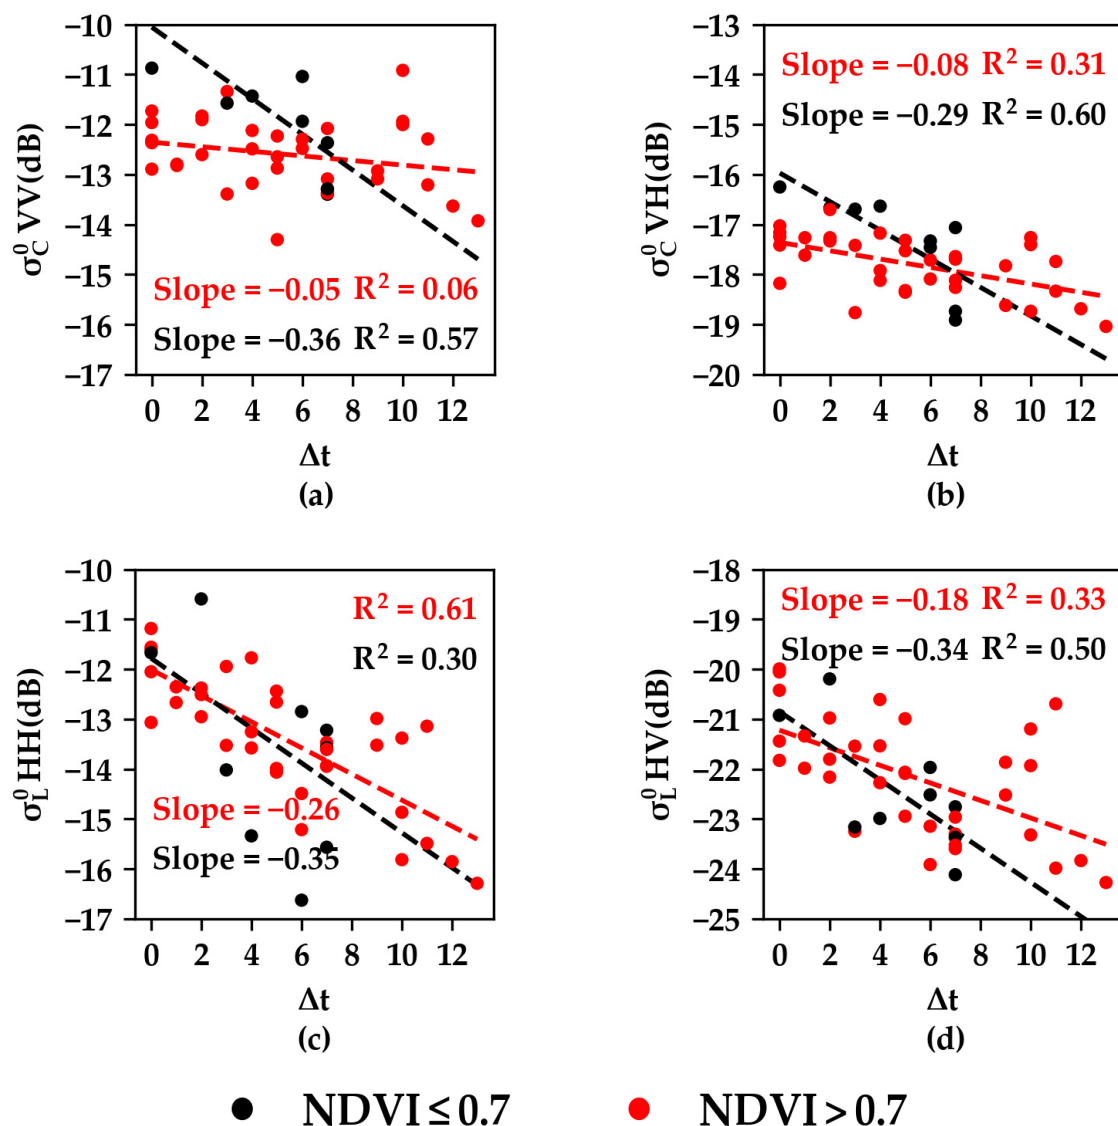 −10
−11
−12
−13
−14
−15
−16
−17
σ⁰C VV(dB)
Slope = −0.05 R² = 0.06
Slope = −0.36 R² = 0.57
0 2 4 6 8 10 12
Δt
(a)
−13
−14
−15
−16
−17
−18
−19
−20
σ⁰C VH(dB)
Slope = −0.08 R² = 0.31
Slope = −0.29 R² = 0.60
0 2 4 6 8 10 12
Δt
(b)
−10
−11
−12
−13
−14
−15
−16
−17
σ⁰L HH(dB)
R² = 0.61
R² = 0.30
Slope = −0.26
Slope = −0.35
0 2 4 6 8 10 12
Δt
(c)
−18
−19
−20
−21
−22
−23
−24
−25
σ⁰L HV(dB)
Slope = −0.18 R² = 0.33
Slope = −0.34 R² = 0.50
0 2 4 6 8 10 12
Δt
(d)
NDVI ≤ 0.7
NDVI > 0.7